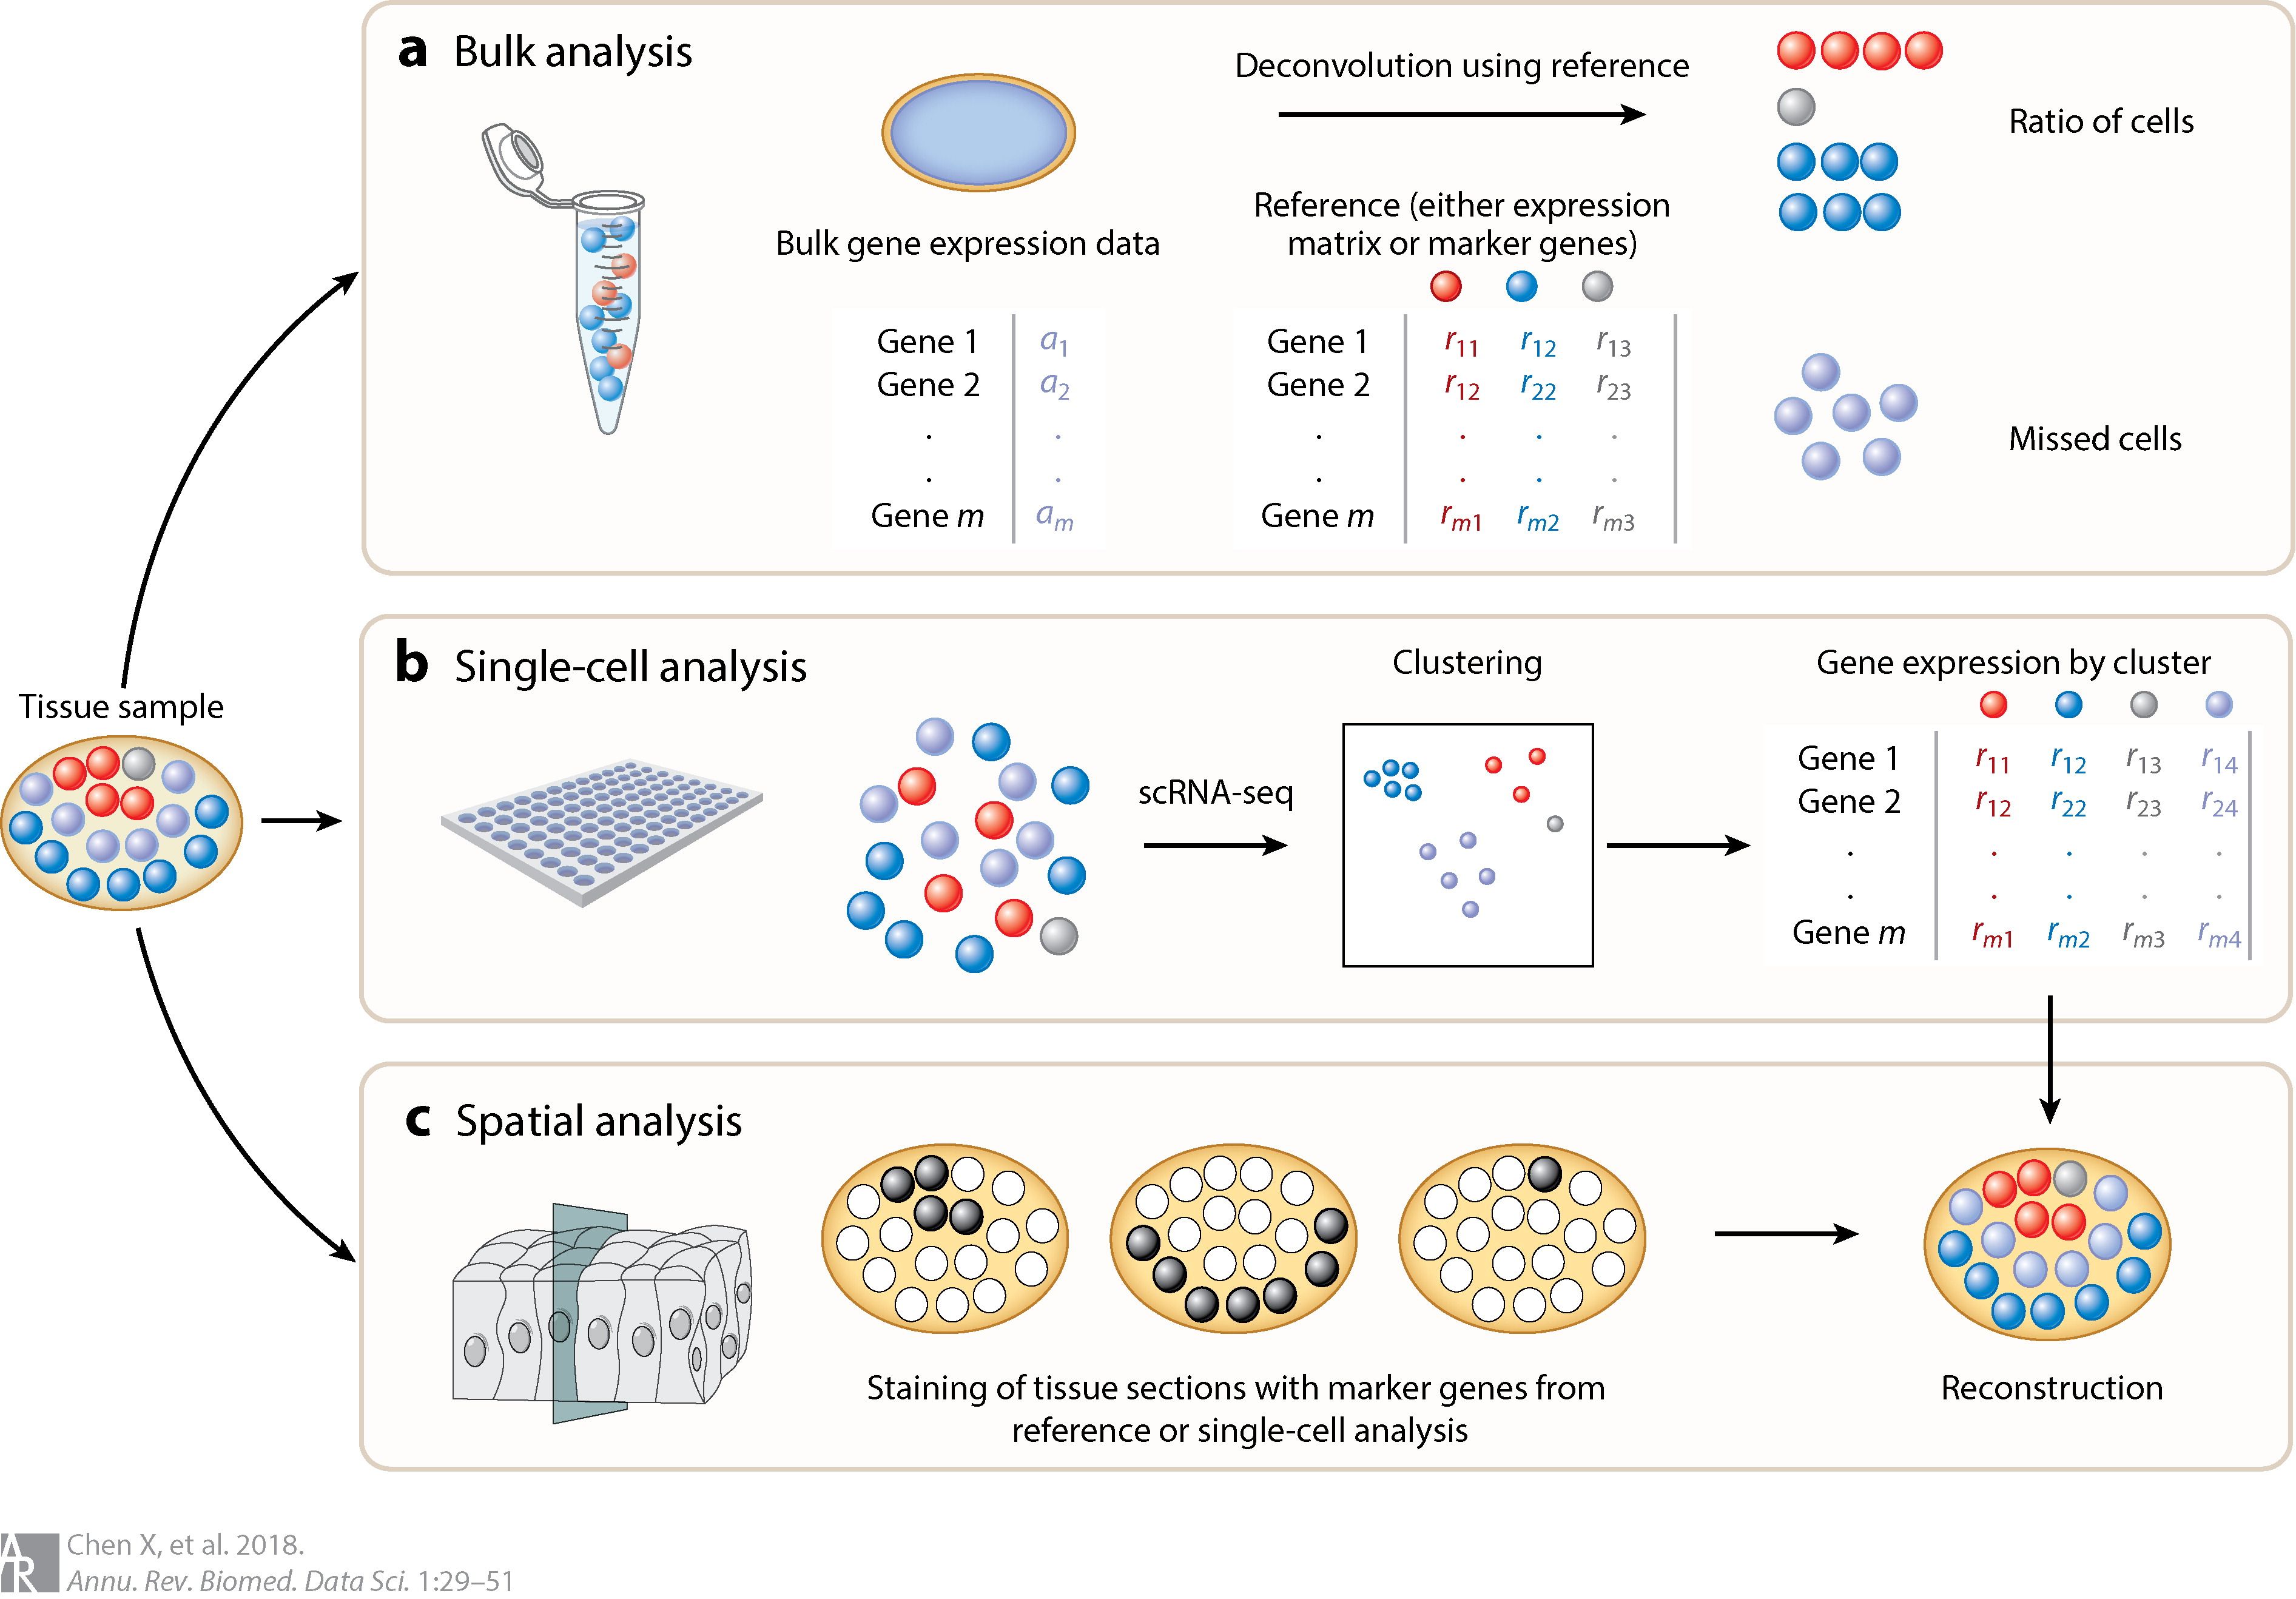 a Bulk analysis
Deconvolution using reference
Ratio of cells
Bulk gene expression data
Reference (either expression
matrix or marker genes)
Gene 1 a1
Gene 2 a2
. .
. .
Gene m am
Gene 1 r11 r12 r13
Gene 2 r12 r22 r23
. . . .
. . . .
Gene m rm1 rm2 rm3
Missed cells
Tissue sample
b Single-cell analysis
scRNA-seq
Clustering
Gene expression by cluster
Gene 1 r11 r12 r13 r14
Gene 2 r12 r22 r23 r24
. . . . .
. . . . .
Gene m rm1 rm2 rm3 rm4
c Spatial analysis
Staining of tissue sections with marker genes from
reference or single-cell analysis
Reconstruction
AR
Chen X, et al. 2018.
Annu. Rev. Biomed. Data Sci. 1:29–51